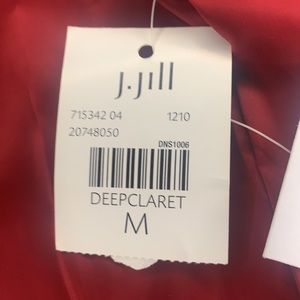 J.Jill
715342 04 1210
20748050
DNS1006
DEEPCLARET
M